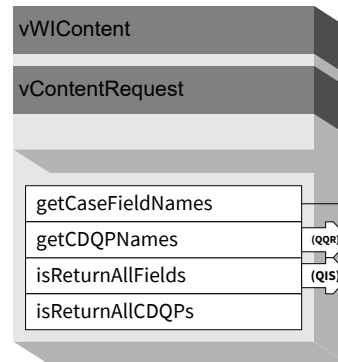 vWIContent
vContentRequest
getCaseFieldNames
getCDQPNames
(QQR)
isReturnAllFields
(QIS)
isReturnAllCDQPs